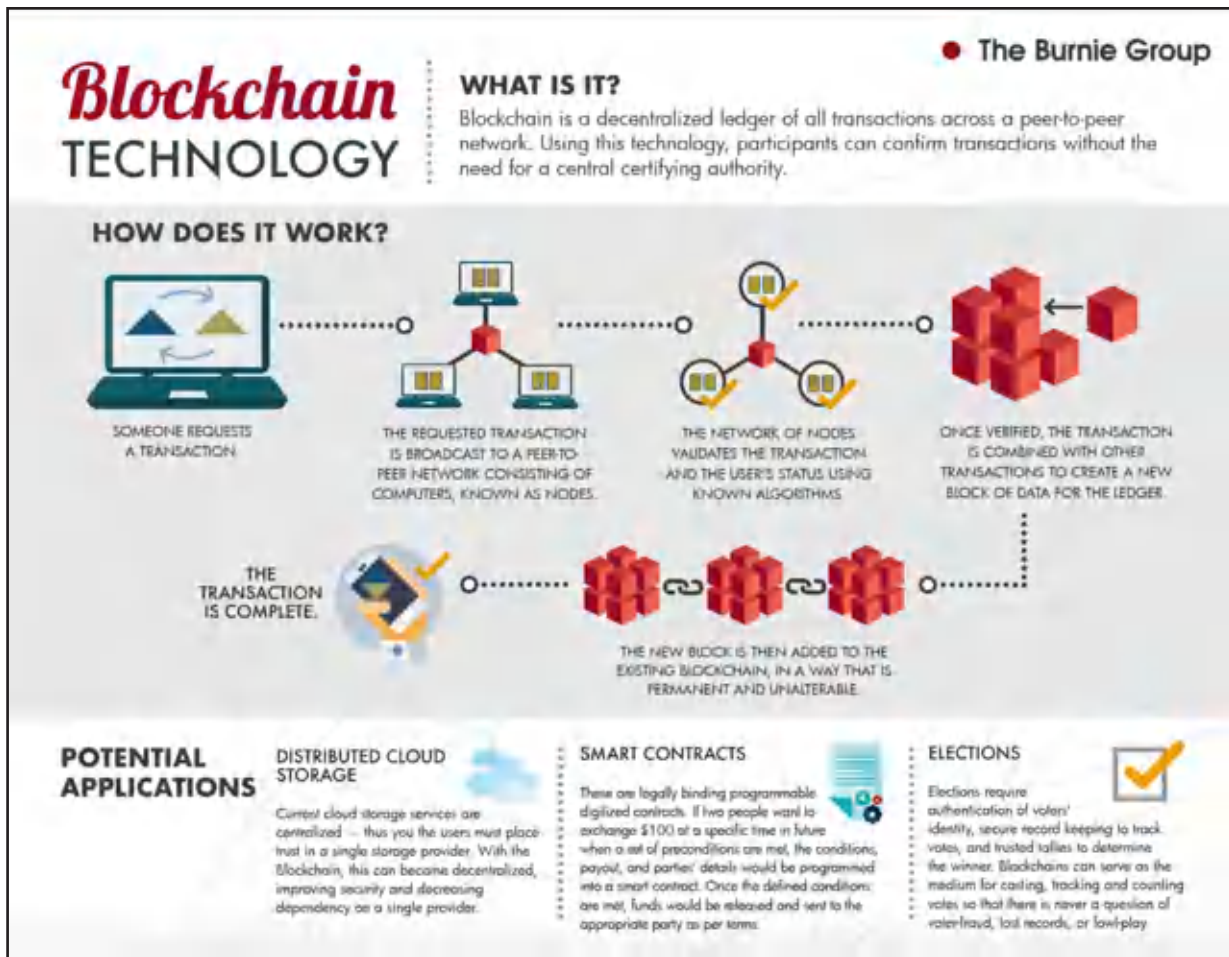 The Burnie Group
Blockchain
TECHNOLOGY
WHAT IS IT?
Blockchain is a decentralized ledger of all transactions across a peer-to-peer
network. Using this technology, participants can confirm transactions without the
need for a central certifying authority.
HOW DOES IT WORK?
SOMEONE REQUESTS
A TRANSACTION.
THE REQUESTED TRANSACTION
IS BROADCAST TO A PEER-TO-
PEER NETWORK CONSISTING OF
COMPUTERS, KNOWN AS NODES.
THE NETWORK OF NODES
VALIDATES THE TRANSACTION
AND THE USER'S STATUS USING
KNOWN ALGORITHMS.
ONCE VERIFIED, THE TRANSACTION
IS COMBINED WITH OTHER
TRANSACTIONS TO CREATE A NEW
BLOCK OF DATA FOR THE LEDGER.
THE
TRANSACTION
IS COMPLETE.
THE NEW BLOCK IS THEN ADDED TO THE
EXISTING BLOCKCHAIN, IN A WAY THAT IS
PERMANENT AND UNALTERABLE.
POTENTIAL
APPLICATIONS
DISTRIBUTED CLOUD
STORAGE
Current cloud storage services are
centralized — thus you the users must place
trust in a single storage provider. With the
Blockchain, this can become decentralized,
improving security and decreasing
dependency on a single provider.
SMART CONTRACTS
These are legally binding programmable
digitized contracts. If two people want to
exchange $100 at a specific time in future
when a set of preconditions are met, the conditions,
payout, and parties' details would be programmed
into a smart contract. Once the defined conditions
are met, funds would be released and sent to the
appropriate party as per terms.
ELECTIONS
Elections require
authentication of voters'
identity, secure record keeping to track
votes, and trusted tallies to determine
the winner. Blockchains can serve as the
medium for casting, tracking and counting
votes so that there is never a question of
voter-fraud, lost records, or fowl-play.